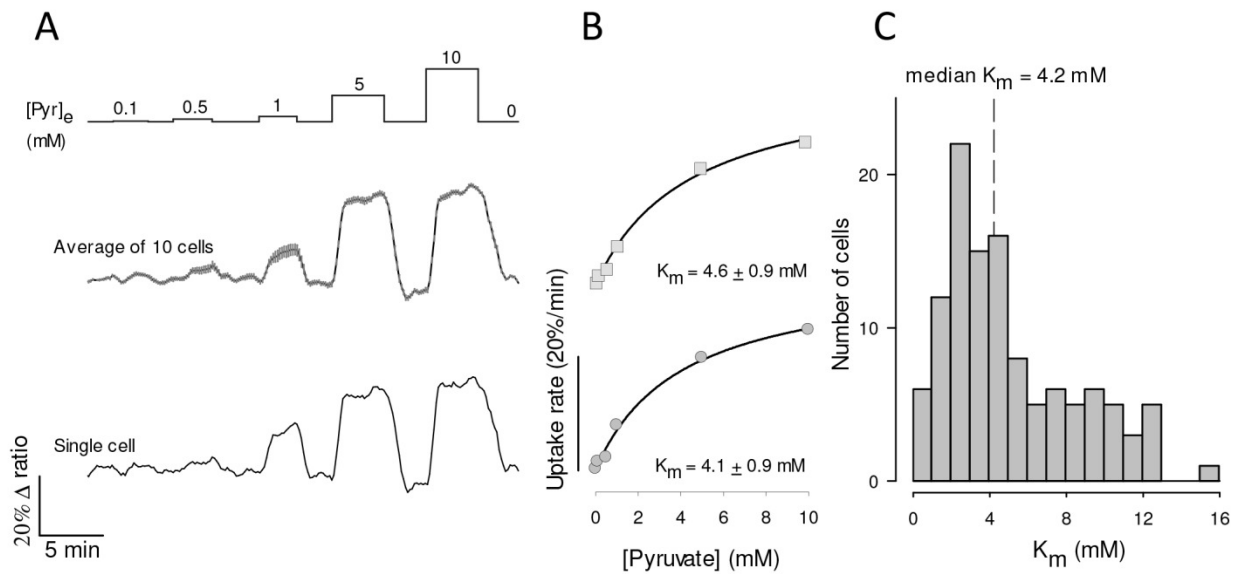 A
[Pyr]e
(mM)
0.1
0.5
1
5
10
0
Average of 10 cells
Single cell
20% Δ ratio
5 min
B
Km = 4.6 ± 0.9 mM
Km = 4.1 ± 0.9 mM
Uptake rate (20%/min)
0 2 4 6 8 10
[Pyruvate] (mM)
C
median Km = 4.2 mM
Number of cells
20
10
0
0 4 8 12 16
Km (mM)